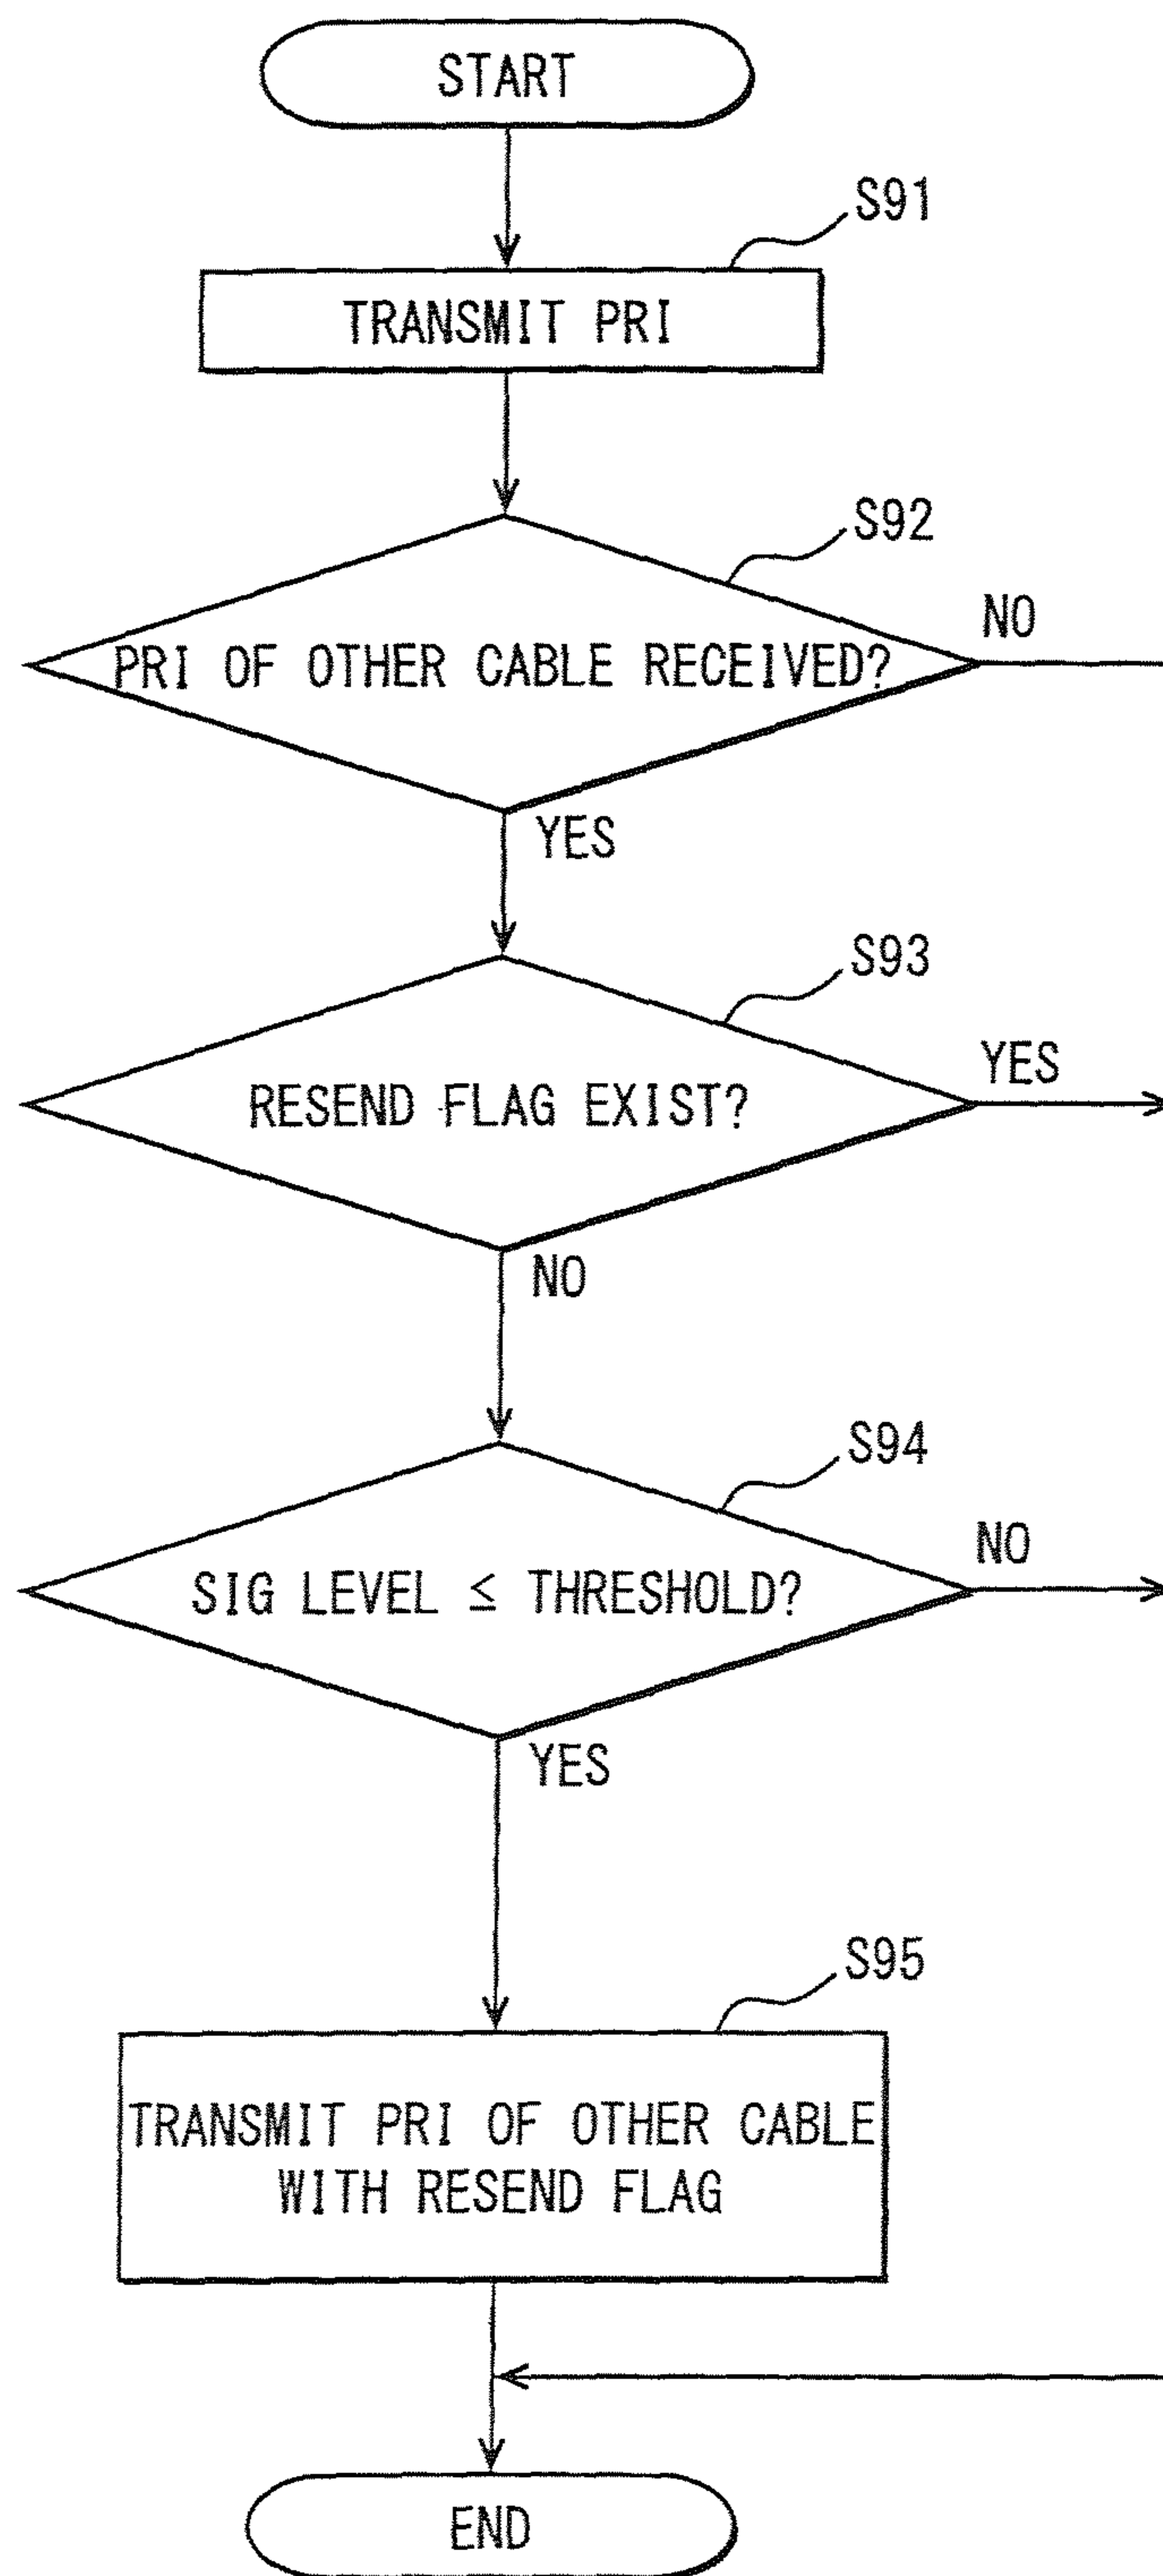 START
S91
TRANSMIT PRI
S92
NO
PRI OF OTHER CABLE RECEIVED?
YES
S93
YES
RESEND FLAG EXIST?
NO
S94
NO
SIG LEVEL ≤ THRESHOLD?
YES
S95
TRANSMIT PRI OF OTHER CABLE
WITH RESEND FLAG
END